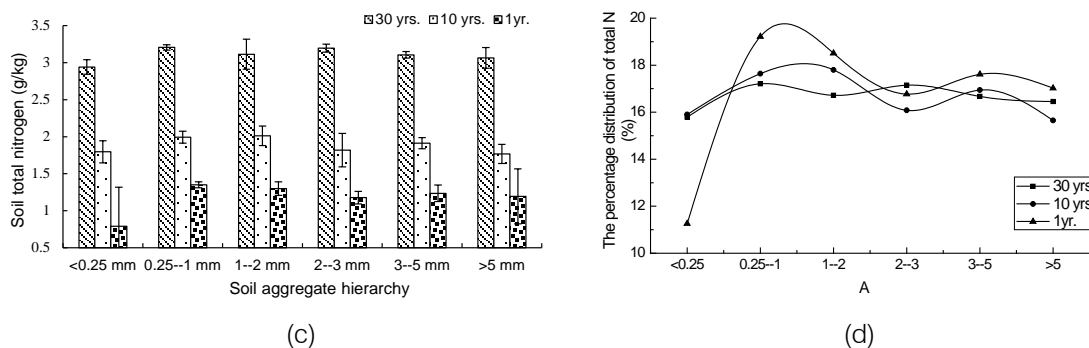 30 yrs. 10 yrs. 1yr.
3.5
3
2.5
2
1.5
1
0.5
Soil total nitrogen (g/kg)
<0.25 mm 0.25--1 mm 1--2 mm 2--3 mm 3--5 mm >5 mm
Soil aggregate hierarchy
(c)
The percentage distribution of total N
(%)
20
18
16
14
12
10
30 yrs.
10 yrs
1yr.
<0.25 0.25--1 1--2 2--3 3--5 >5
A
(d)